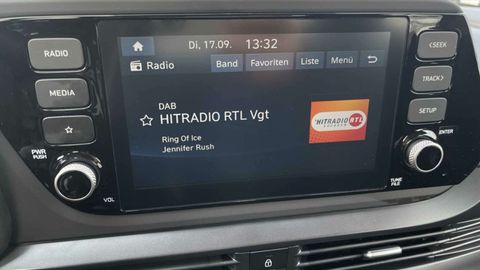 Di, 17.09. 13:32
Radio Band Favoriten Liste Menü
DAB
HITRADIO RTL Vgt
Ring Of Ice
Jennifer Rush
HITRADIO RTL
RADIO
MEDIA
PWR
PUSH
VOL
<SEEK
TRACK>
SETUP
ENTER
TUNE
FILE